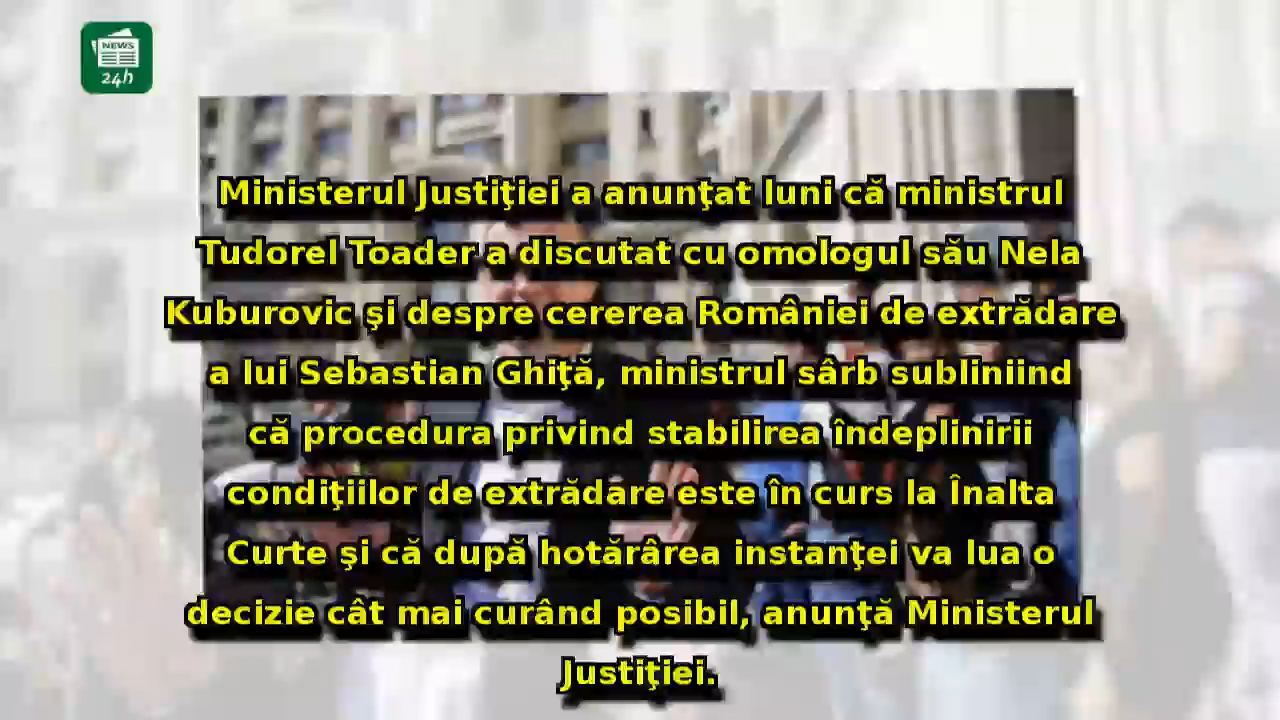 NEWS
24h
Ministerul Justiţiei a anunţat luni că ministrul
Tudorel Toader a discutat cu omologul său Nela
Kuburovic şi despre cererea României de extrădare
a lui Sebastian Ghiţă, ministrul sârb subliniind
că procedura privind stabilirea îndeplinirii
condiţiilor de extrădare este în curs la Înalta
Curte şi că după hotărârea instanţei va lua o
decizie cât mai curând posibil, anunţă Ministerul
Justiţiei.